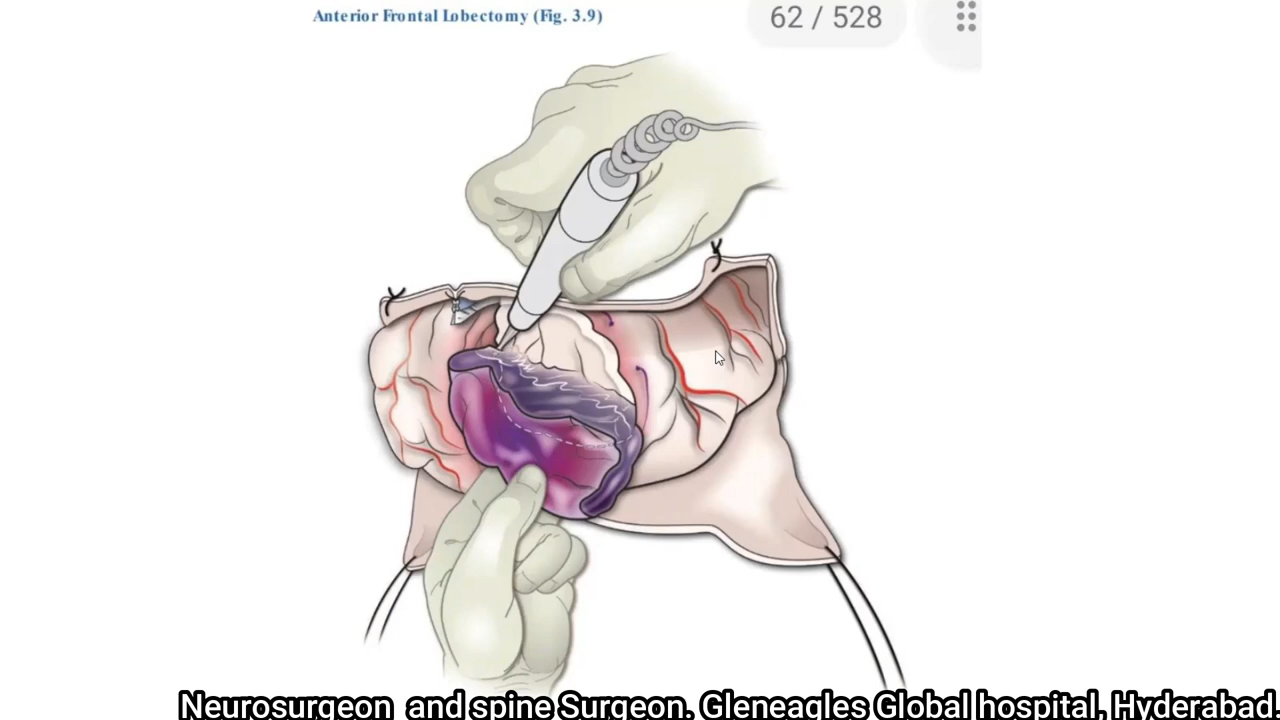 Anterior Frontal Lobectomy (Fig. 3.9)
62 / 528
Neurosurgeon and spine Surgeon. Gleneagles Global hospital, Hyderabad.